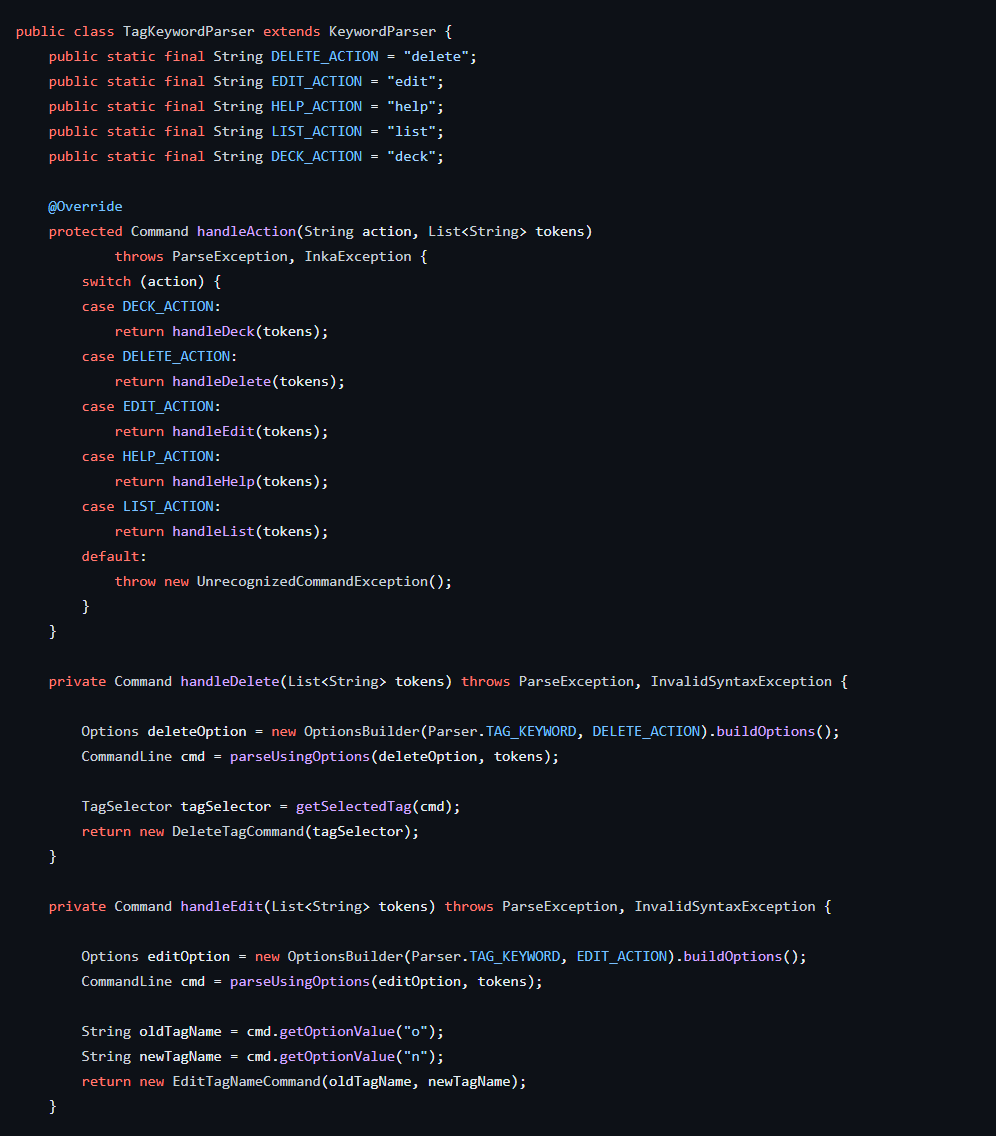 public class TagKeywordParser extends KeywordParser {
    public static final String DELETE_ACTION = "delete";
    public static final String EDIT_ACTION = "edit";
    public static final String HELP_ACTION = "help";
    public static final String LIST_ACTION = "list";
    public static final String DECK_ACTION = "deck";

    @Override
    protected Command handleAction(String action, List<String> tokens)
            throws ParseException, InkaException {
        switch (action) {
        case DECK_ACTION:
            return handleDeck(tokens);
        case DELETE_ACTION:
            return handleDelete(tokens);
        case EDIT_ACTION:
            return handleEdit(tokens);
        case HELP_ACTION:
            return handleHelp(tokens);
        case LIST_ACTION:
            return handleList(tokens);
        default:
            throw new UnrecognizedCommandException();
        }
    }

    private Command handleDelete(List<String> tokens) throws ParseException, InvalidSyntaxException {

        Options deleteOption = new OptionsBuilder(Parser.TAG_KEYWORD, DELETE_ACTION).buildOptions();
        CommandLine cmd = parseUsingOptions(deleteOption, tokens);

        TagSelector tagSelector = getSelectedTag(cmd);
        return new DeleteTagCommand(tagSelector);
    }

    private Command handleEdit(List<String> tokens) throws ParseException, InvalidSyntaxException {

        Options editOption = new OptionsBuilder(Parser.TAG_KEYWORD, EDIT_ACTION).buildOptions();
        CommandLine cmd = parseUsingOptions(editOption, tokens);

        String oldTagName = cmd.getOptionValue("o");
        String newTagName = cmd.getOptionValue("n");
        return new EditTagNameCommand(oldTagName, newTagName);
    }